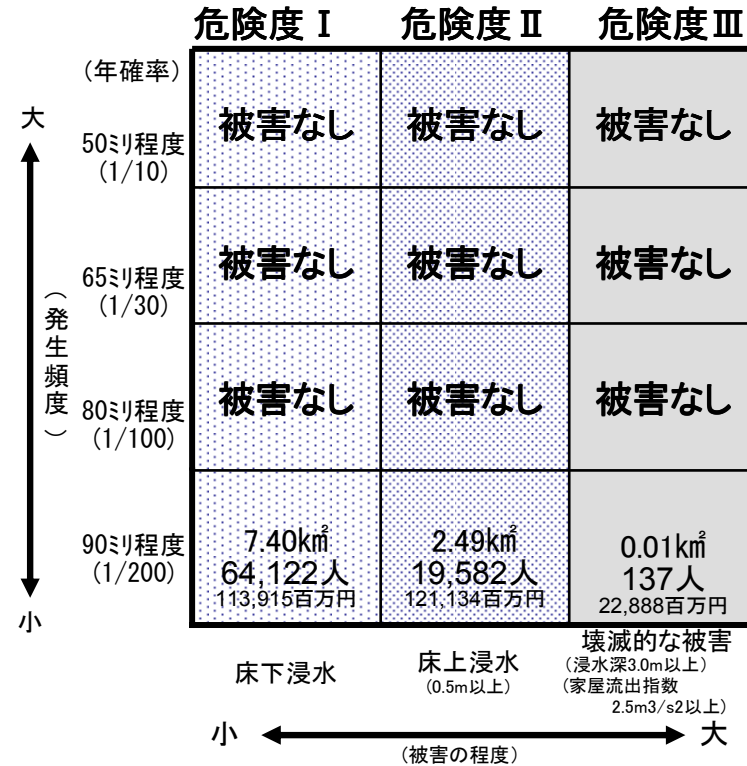 危険度Ⅰ 危険度Ⅱ 危険度Ⅲ
(年確率)
大
50ミリ程度
(1/10)
被害なし 被害なし 被害なし
65ミリ程度
(1/30)
被害なし 被害なし 被害なし
(発生頻度)
80ミリ程度
(1/100)
被害なし 被害なし 被害なし
90ミリ程度
(1/200)
7.40k㎡ 2.49k㎡ 0.01k㎡
64,122人 19,582人 137人
113,915百万円 121,134百万円 22,888百万円
小
床下浸水
床上浸水
(0.5m以上)
壊滅的な被害
(浸水深3.0m以上)
(家屋流出指数
2.5m3/s2以上)
小 大
(被害の程度)